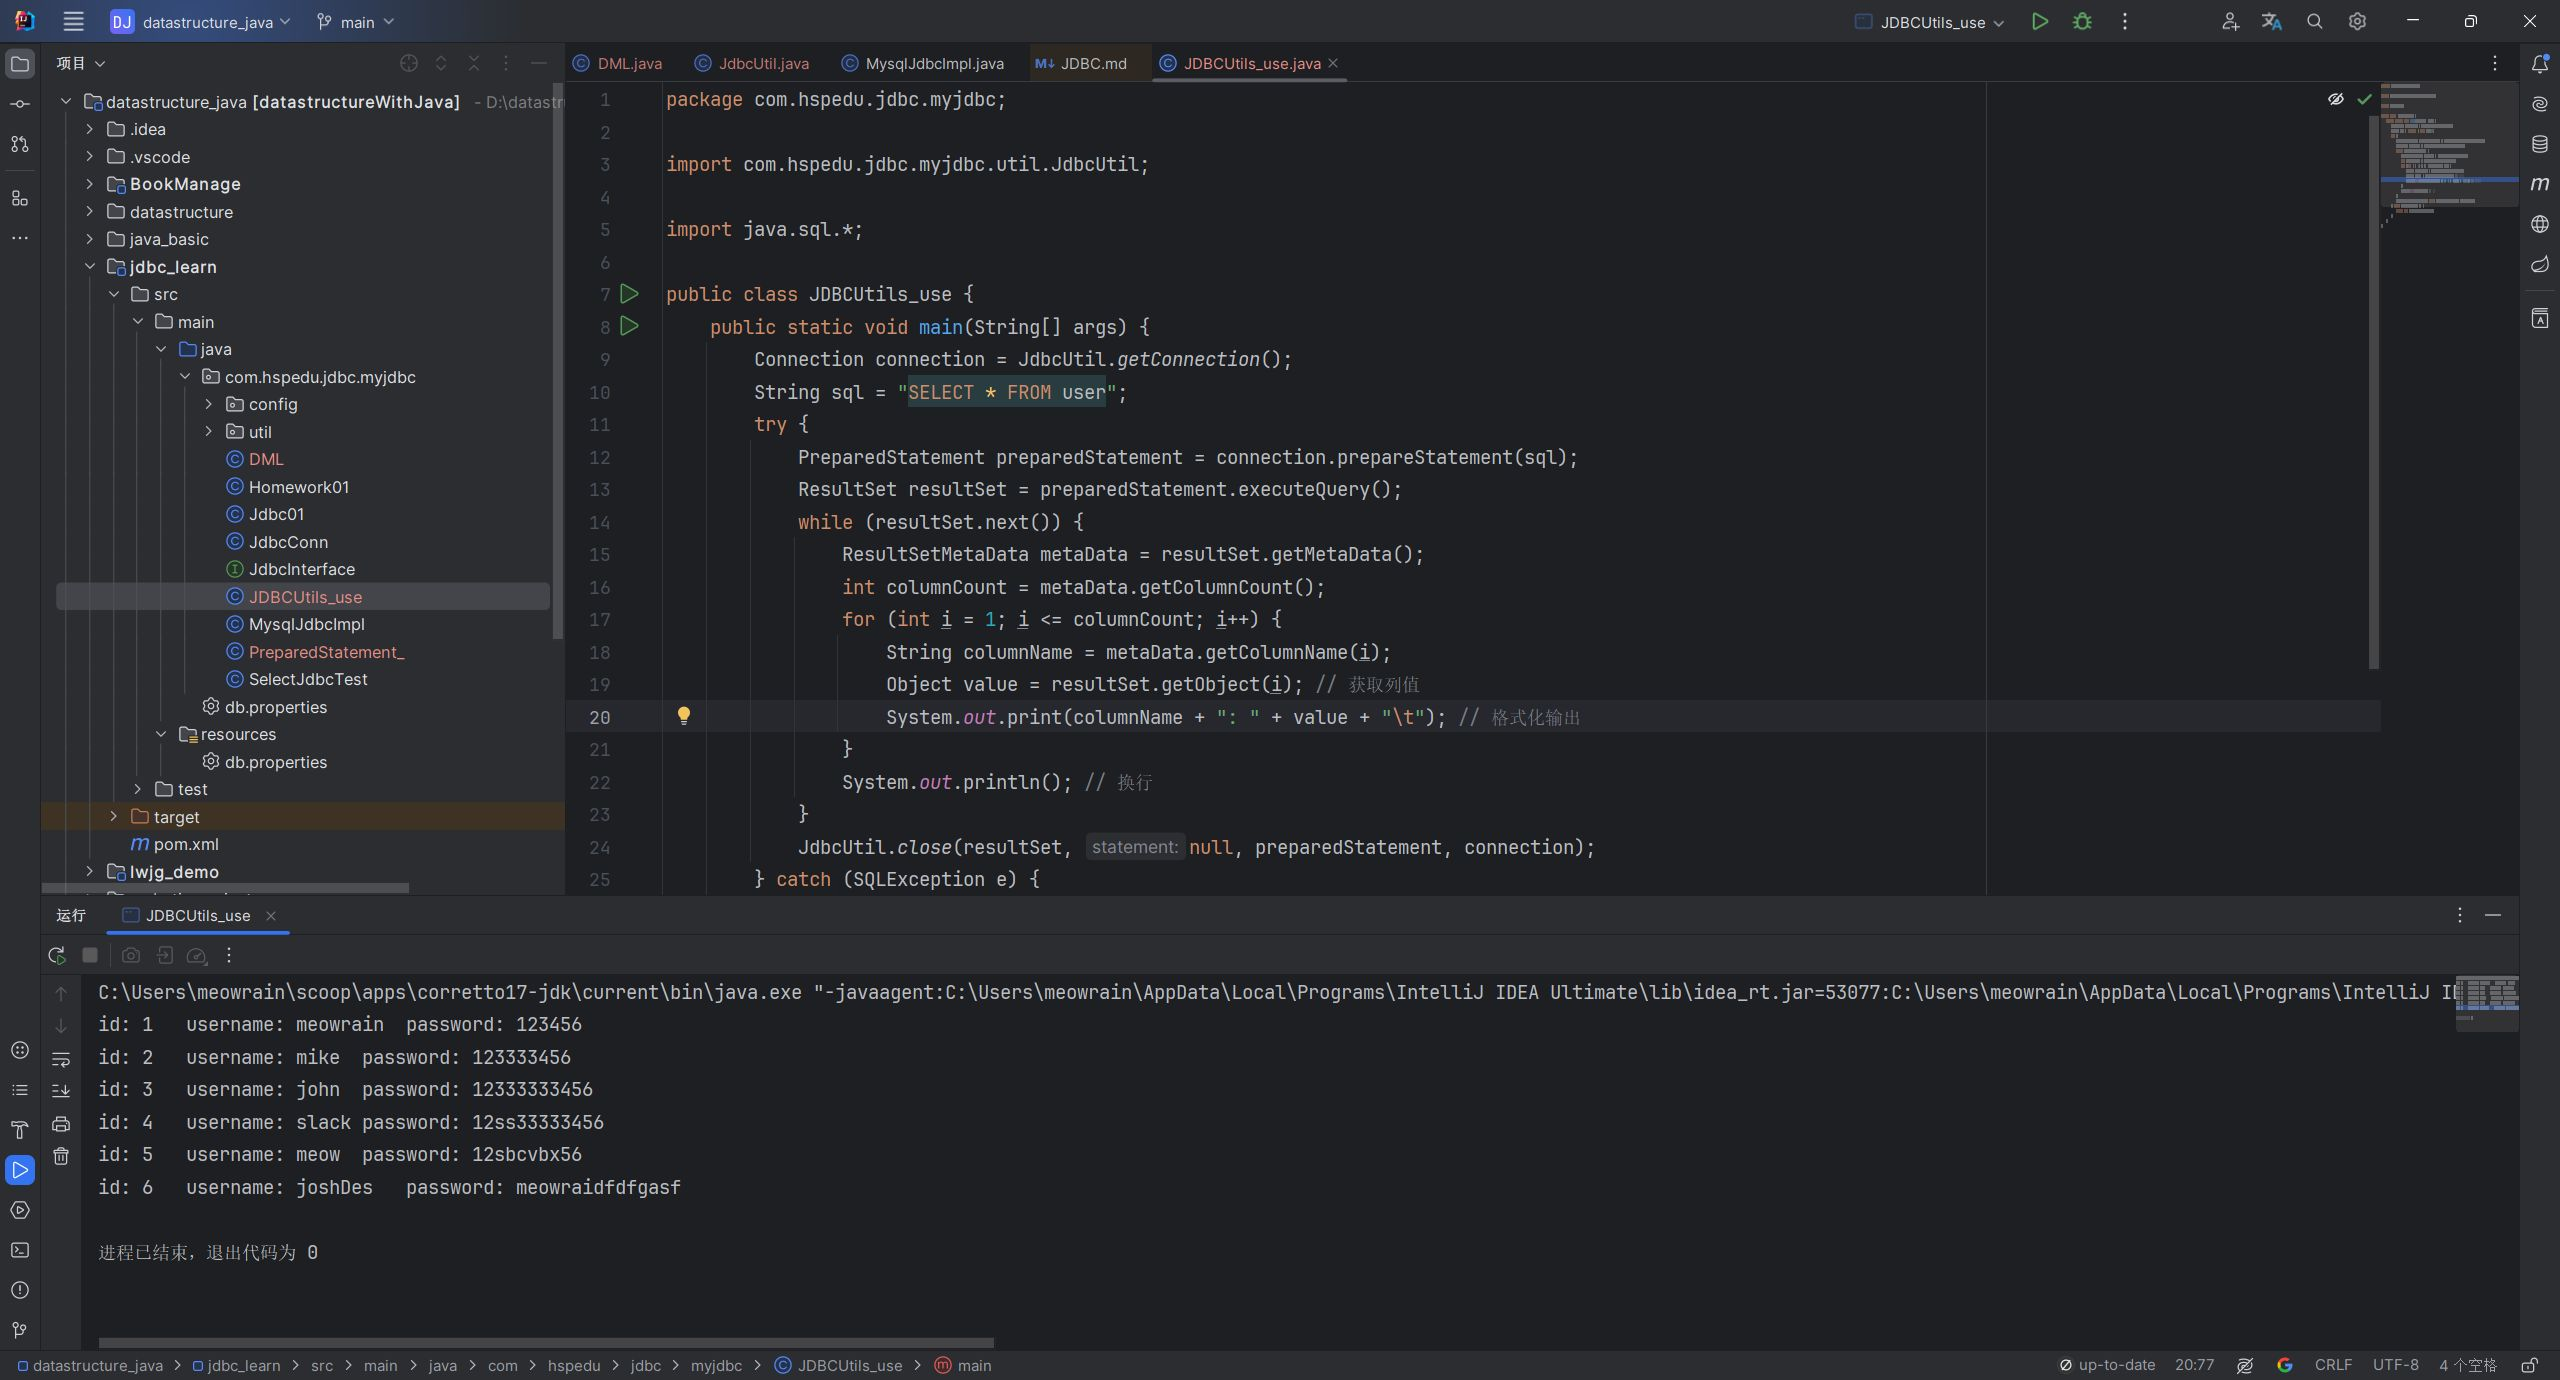 DJ datastructure_java main JDBCUtils_use
项目
datastructure_java [datastructureWithJava] - D:\datastr
.idea
.vscode
BookManage
datastructure
java_basic
jdbc_learn
src
main
java
com.hspedu.jdbc.myjdbc
config
util
DML
Homework01
Jdbc01
JdbcConn
JdbcInterface
JDBCUtils_use
MysqlJdbcImpl
PreparedStatement_
SelectJdbcTest
db.properties
resources
db.properties
test
target
m pom.xml
lwjg_demo
DML.java JdbcUtil.java MysqlJdbcImpl.java M↓ JDBC.md JDBCUtils_use.java
1 package com.hspedu.jdbc.myjdbc;
2
3 import com.hspedu.jdbc.myjdbc.util.JdbcUtil;
4
5 import java.sql.*;
6
7 public class JDBCUtils_use {
8 public static void main(String[] args) {
9 Connection connection = JdbcUtil.getConnection();
10 String sql = "SELECT * FROM user";
11 try {
12 PreparedStatement preparedStatement = connection.prepareStatement(sql);
13 ResultSet resultSet = preparedStatement.executeQuery();
14 while (resultSet.next()) {
15 ResultSetMetaData metaData = resultSet.getMetaData();
16 int columnCount = metaData.getColumnCount();
17 for (int i = 1; i <= columnCount; i++) {
18 String columnName = metaData.getColumnName(i);
19 Object value = resultSet.getObject(i); // 获取列值
20 System.out.print(columnName + ": " + value + "\t"); // 格式化输出
21 }
22 System.out.println(); // 换行
23 }
24 JdbcUtil.close(resultSet, statement: null, preparedStatement, connection);
25 } catch (SQLException e) {
运行 JDBCUtils_use
C:\Users\meowrain\scoop\apps\corretto17-jdk\current\bin\java.exe "-javaagent:C:\Users\meowrain\AppData\Local\Programs\IntelliJ IDEA Ultimate\lib\idea_rt.jar=53077:C:\Users\meowrain\AppData\Local\Programs\IntelliJ I
id: 1 username: meowrain password: 123456
id: 2 username: mike password: 123333456
id: 3 username: john password: 12333333456
id: 4 username: slack password: 12ss33333456
id: 5 username: meow password: 12sbcvbx56
id: 6 username: joshDes password: meowraidfdfgasf
进程已结束，退出代码为 0
datastructure_java > jdbc_learn > src > main > java > com > hspedu > jdbc > myjdbc > JDBCUtils_use > main up-to-date 20:77 CRLF UTF-8 4 个空格